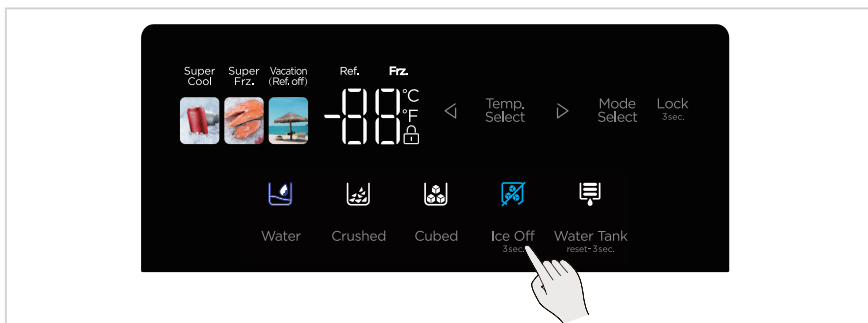 Super Cool
Super Frz.
Vacation (Ref. off)
Ref.
Frz.
-88
°C
°F
Temp. Select
Mode Select
Lock
3sec.
Water
Crushed
Cubed
Ice Off
3sec.
Water Tank
reset-3sec.